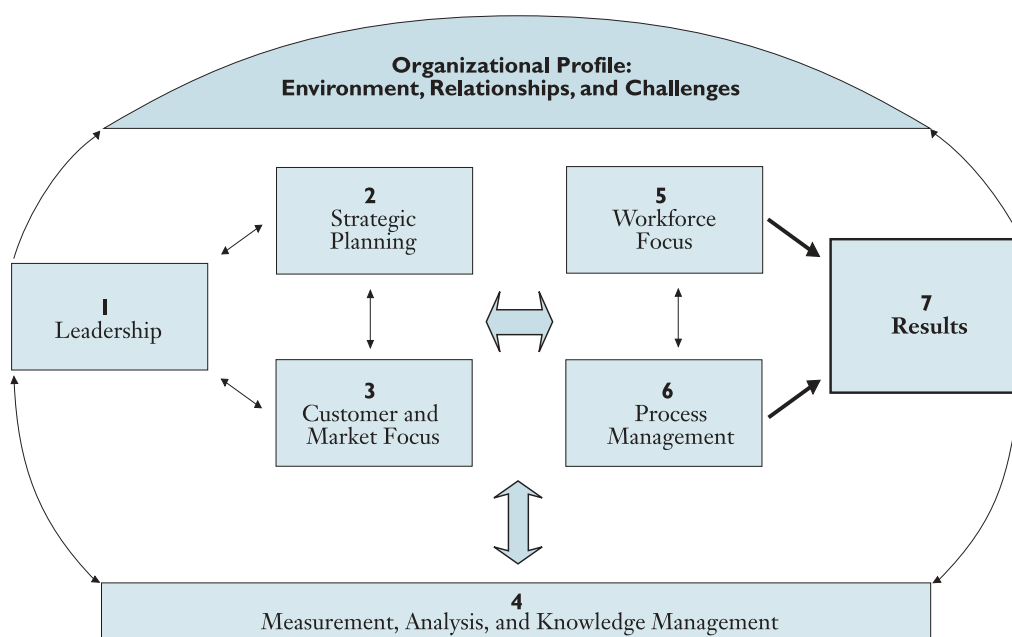 Organizational Profile:
Environment, Relationships, and Challenges
1
Leadership
2
Strategic
Planning
3
Customer and
Market Focus
5
Workforce
Focus
6
Process
Management
7
Results
4
Measurement, Analysis, and Knowledge Management